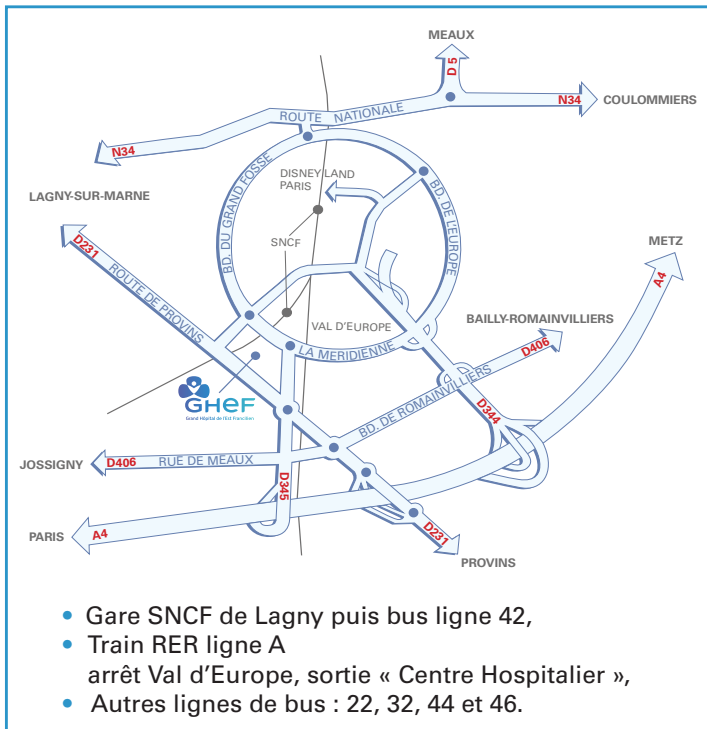 MEAUX
D 5
N34
COULOMMIERS
ROUTE NATIONALE
N34
DISNEY LAND
PARIS
LAGNY-SUR-MARNE
BD. DU GRAND FOSSE
BD. DE L'EUROPE
D231
ROUTE DE PROVINS
SNCF
METZ
A4
VAL D'EUROPE
BAILLY-ROMAINVILLIERS
LA MERIDIENNE
D406
BD. DE ROMAINVILLIERS
GHeF
Grand Hôpital de l'Est Francilien
D344
JOSSIGNY
D406
RUE DE MEAUX
D345
PARIS
A4
D231
PROVINS
• Gare SNCF de Lagny puis bus ligne 42,
• Train RER ligne A
arrêt Val d'Europe, sortie « Centre Hospitalier »,
• Autres lignes de bus : 22, 32, 44 et 46.